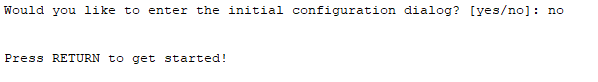 Would you like to enter the initial configuration dialog? [yes/no]: no
Press RETURN to get started!